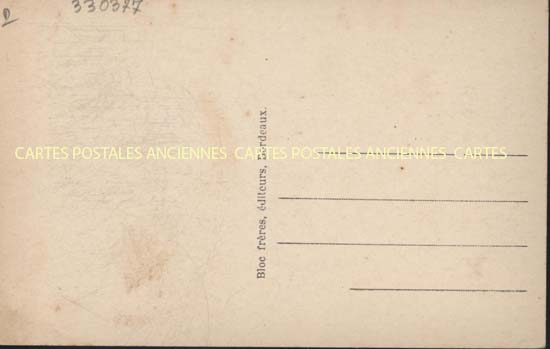 D
330377
CARTES POSTALES ANCIENNES CARTES POSTALES ANCIENNES CARTES
Bloc frères, éditeurs, Bordeaux.